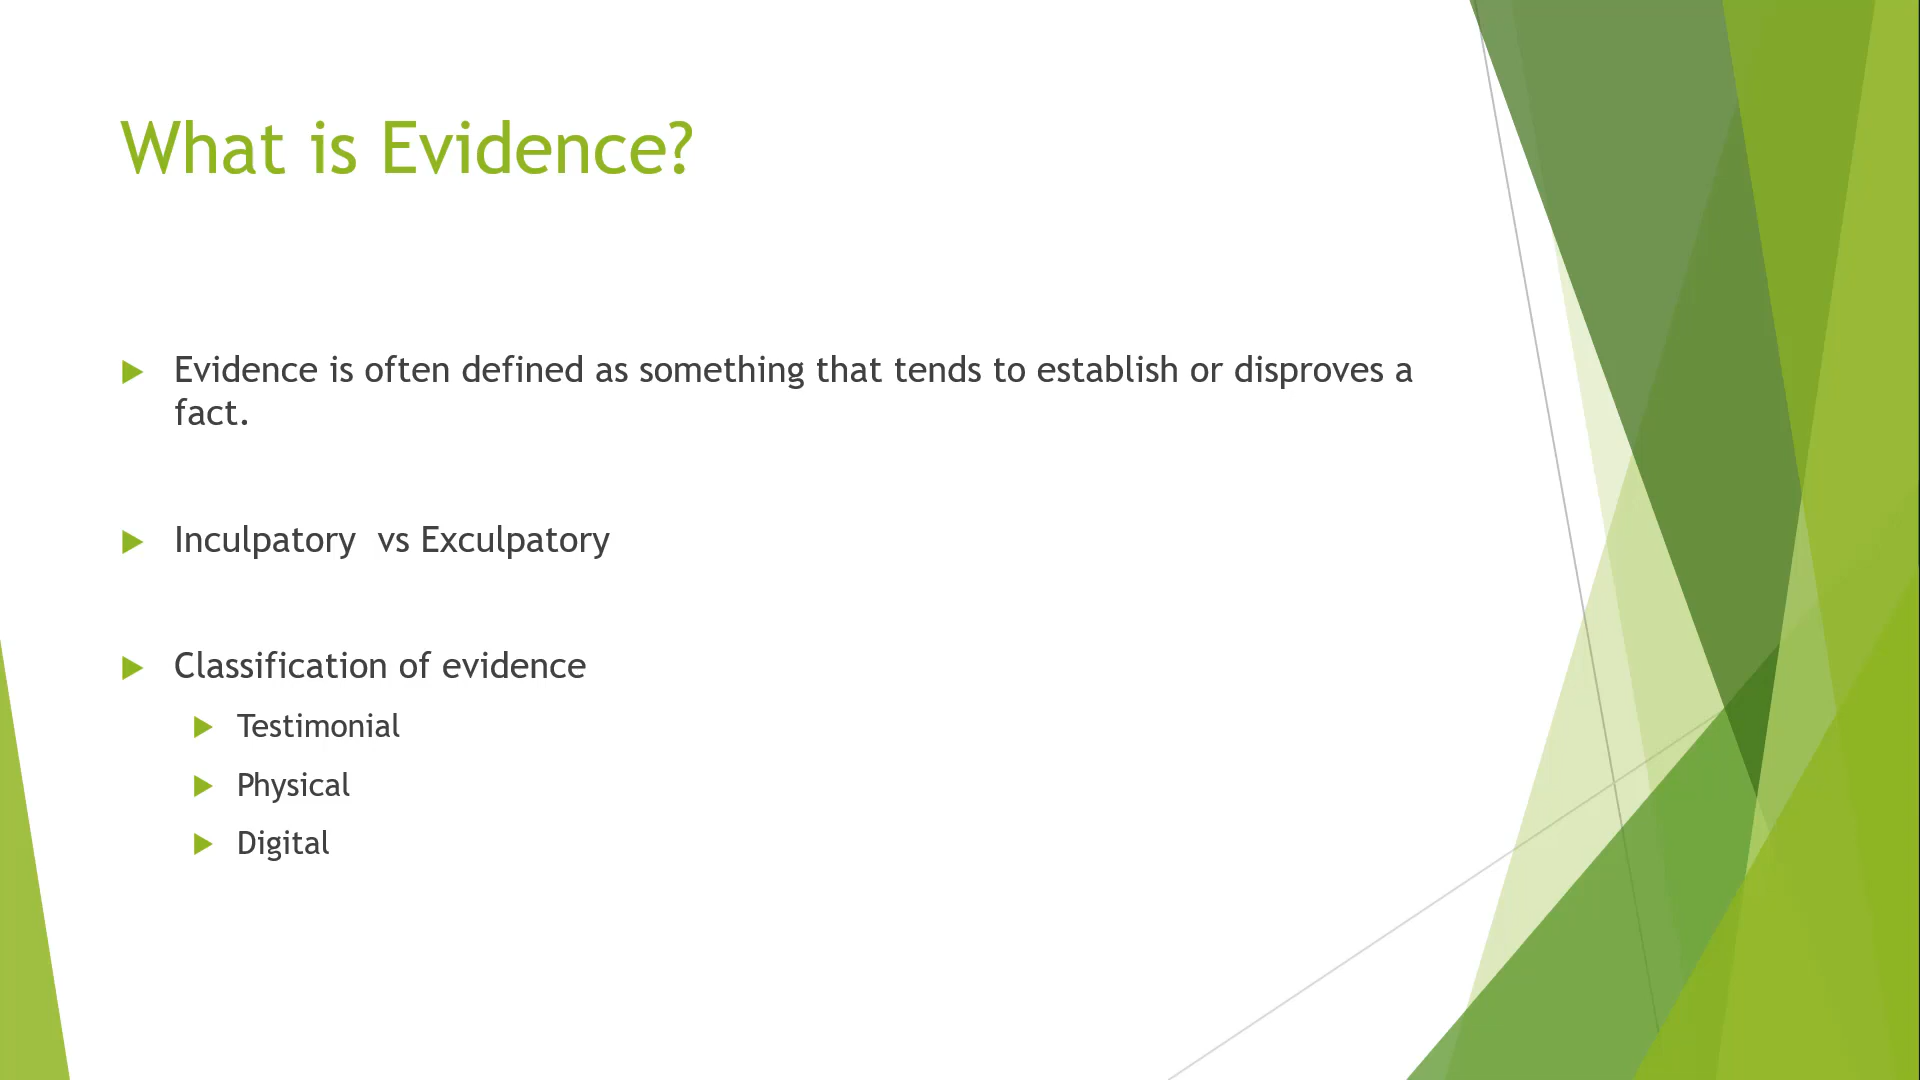 What is Evidence?
Evidence is often defined as something that tends to establish or disproves a
fact.
Inculpatory  vs Exculpatory
Classification of evidence
Testimonial
Physical
Digital